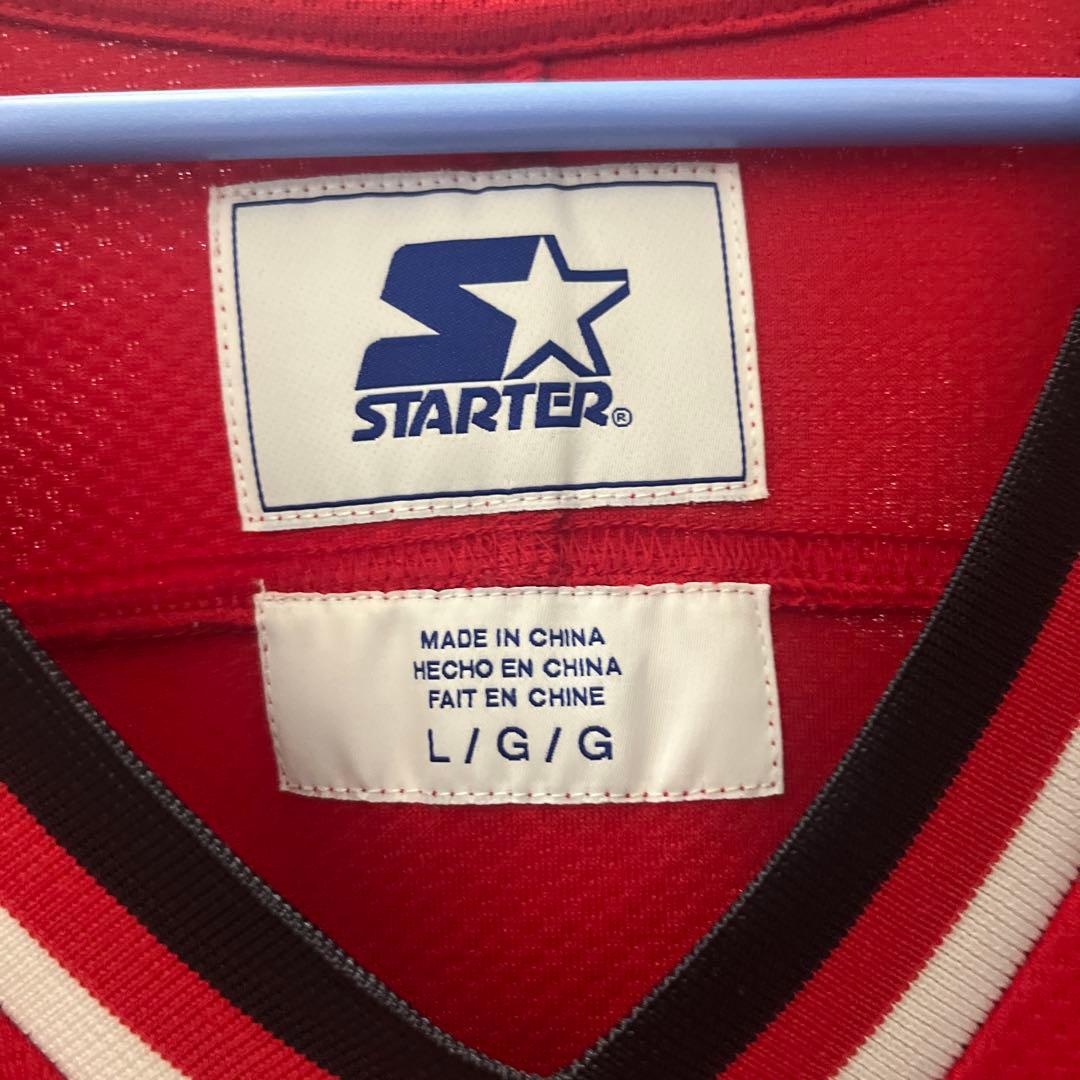 STARTER®
MADE IN CHINA
HECHO EN CHINA
FAIT EN CHINE
L / G / G